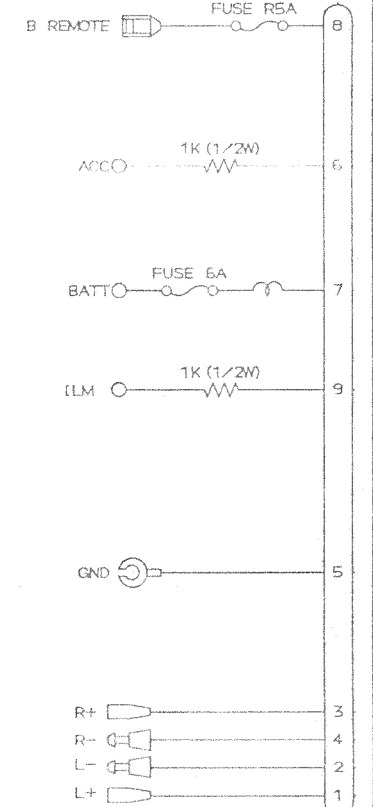 FUSE R5A
B REMOTE 8
1K (1/2W)
ACC 6
FUSE 6A
BATT 7
1K (1/2W)
ILM 9
GND 5
R+ 3
R- 4
L- 2
L+ 1